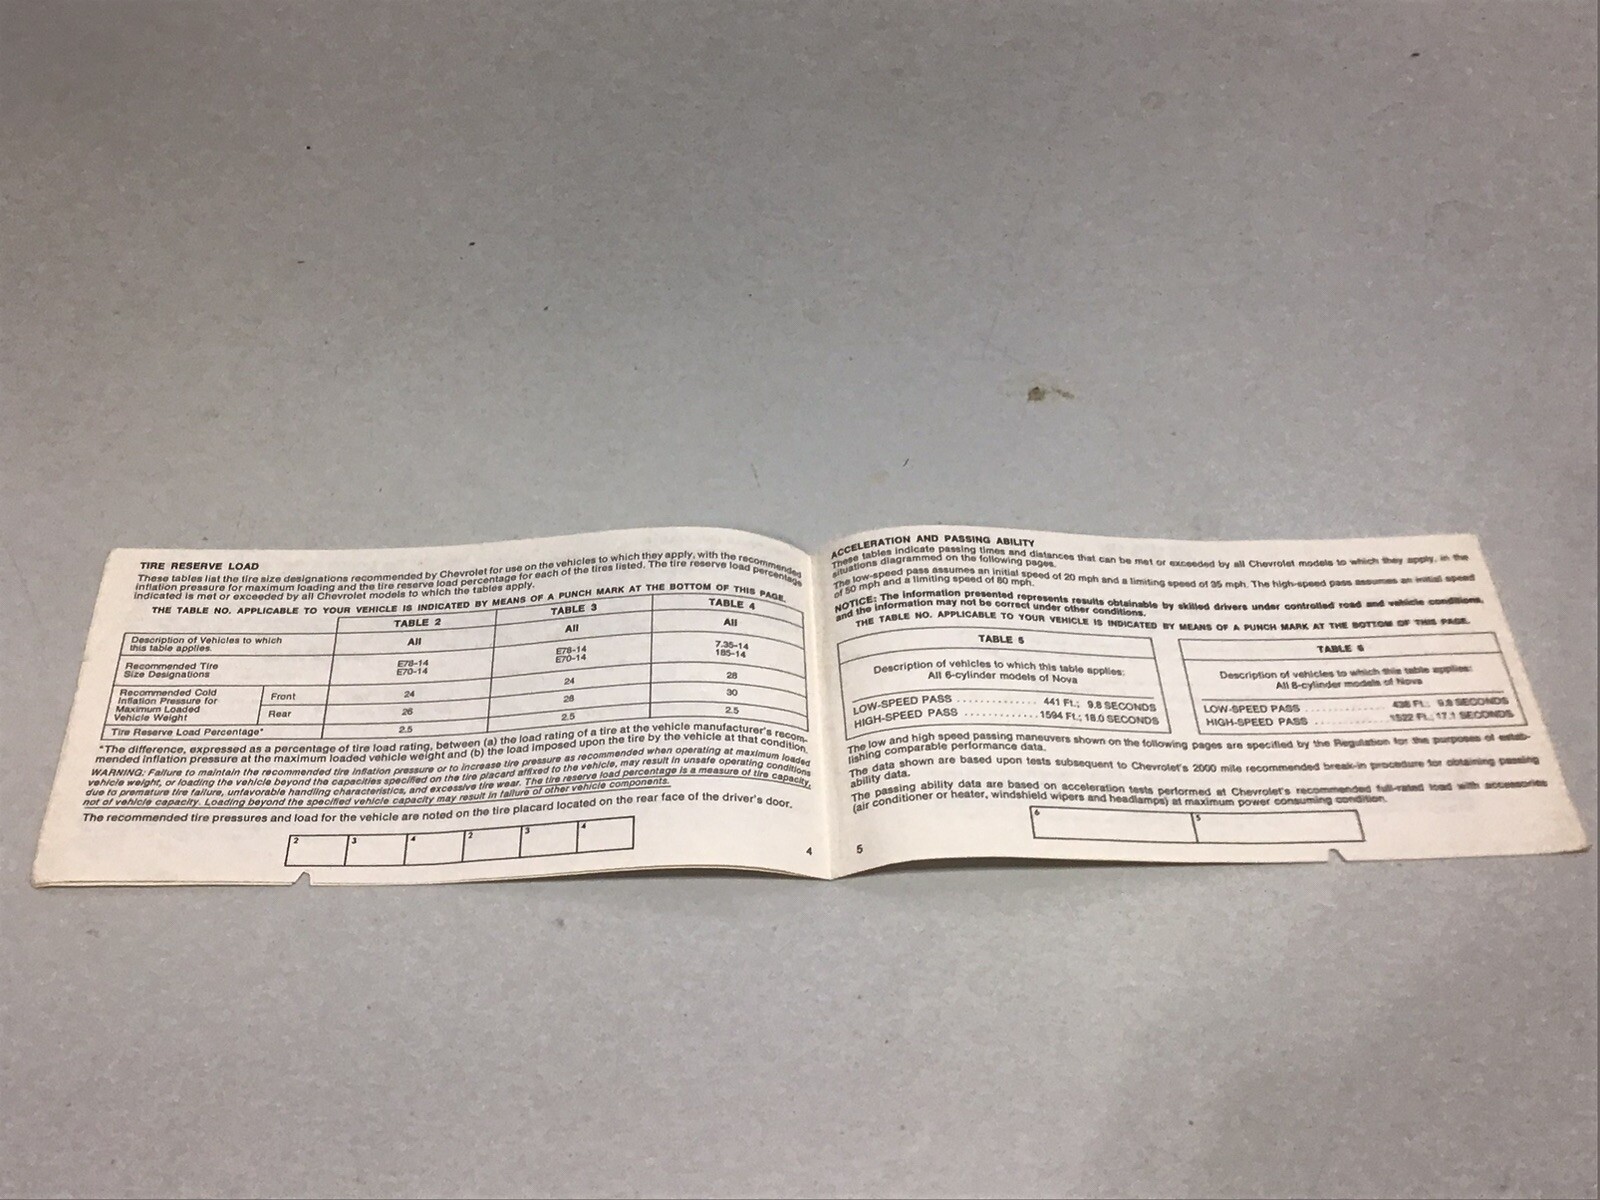 TIRE RESERVE LOAD
These tables list the tire size designations recommended by Chevrolet for use on the vehicles to which they apply, with the recommended
inflation pressure for maximum loading and the tire reserve load percentage for each of the tires listed. The tire reserve load percentage
indicated is met or exceeded by all Chevrolet models to which the tables apply.
THE TABLE NO. APPLICABLE TO YOUR VEHICLE IS INDICATED BY MEANS OF A PUNCH MARK AT THE BOTTOM OF THIS PAGE.
TABLE 2 TABLE 3 TABLE 4
Description of Vehicles to which
this table applies. All All All
Recommended Tire
Size Designations
E78-14 E78-14 7.35-14
E70-14 E70-14 185-14
Recommended Cold
Inflation Pressure for
Maximum Loaded
Vehicle Weight
Front 24 24 28
Rear 26 26 30
Tire Reserve Load Percentage* 2.5 2.5 2.5
*The difference, expressed as a percentage of tire load rating, between (a) the load rating of a tire at the vehicle manufacturer's recom-
mended inflation pressure at the maximum loaded vehicle weight and (b) the load imposed upon the tire by the vehicle at that condition.
WARNING: Failure to maintain the recommended tire inflation pressure or to increase tire pressure as recommended when operating at maximum loaded
vehicle weight, or loading the vehicle beyond the capacities specified on the tire placard affixed to the vehicle, may result in unsafe operating conditions
due to premature tire failure, unfavorable handling characteristics, and excessive tire wear. The tire reserve load percentage is a measure of tire capacity,
not of vehicle capacity. Loading beyond the specified vehicle capacity may result in failure of other vehicle components.
The recommended tire pressures and load for the vehicle are noted on the tire placard located on the rear face of the driver's door.
2 3 4 2 3 4
4
ACCELERATION AND PASSING ABILITY
These tables indicate passing times and distances that can be met or exceeded by all Chevrolet models to which they apply, in the
situations diagrammed on the following pages.
The low-speed pass assumes an initial speed of 20 mph and a limiting speed of 35 mph. The high-speed pass assumes an initial speed
of 50 mph and a limiting speed of 80 mph.
NOTICE: The information presented represents results obtainable by skilled drivers under controlled road and vehicle conditions,
and the information may not be correct under other conditions.
THE TABLE NO. APPLICABLE TO YOUR VEHICLE IS INDICATED BY MEANS OF A PUNCH MARK AT THE BOTTOM OF THIS PAGE.
TABLE 5
Description of vehicles to which this table applies:
All 6-cylinder models of Nova
LOW-SPEED PASS .............. 441 Ft.; 9.8 SECONDS
HIGH-SPEED PASS ............. 1594 Ft.; 18.0 SECONDS
TABLE 6
Description of vehicles to which this table applies:
All 8-cylinder models of Nova
LOW-SPEED PASS .............. 438 Ft.; 9.8 SECONDS
HIGH-SPEED PASS ............. 1522 Ft.; 17.1 SECONDS
The low and high speed passing maneuvers shown on the following pages are specified by the Regulation for the purposes of estab-
lishing comparable performance data.
The data shown are based upon tests subsequent to Chevrolet's 2000 mile recommended break-in procedure for obtaining passing
ability data.
The passing ability data are based on acceleration tests performed at Chevrolet's recommended full-rated load with accessories
(air conditioner or heater, windshield wipers and headlamps) at maximum power consuming condition.
6 5
5